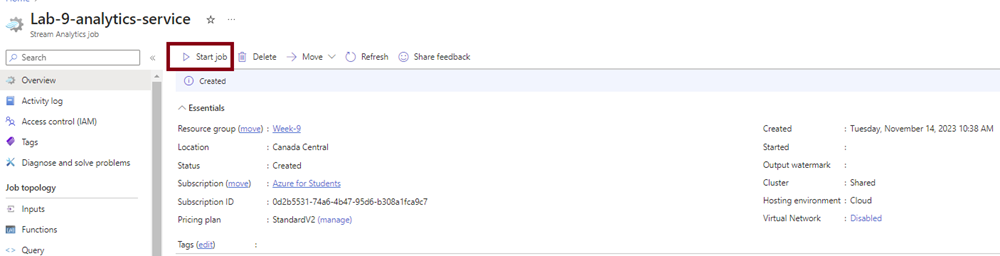 Home >
Lab-9-analytics-service
Stream Analytics job
Search
Overview
Activity log
Access control (IAM)
Tags
Diagnose and solve problems
Job topology
Inputs
Functions
Query
Start job Delete Move Refresh Share feedback
Created
Essentials
Resource group (move) : Week-9
Location : Canada Central
Status : Created
Subscription (move) : Azure for Students
Subscription ID : 0d2b5531-74a6-4b47-95d6-b308a1fca9c7
Pricing plan : StandardV2 (manage)
Tags (edit) :
Created : Tuesday, November 14, 2023 10:38 AM
Started :
Output watermark :
Cluster : Shared
Hosting environment : Cloud
Virtual Network : Disabled